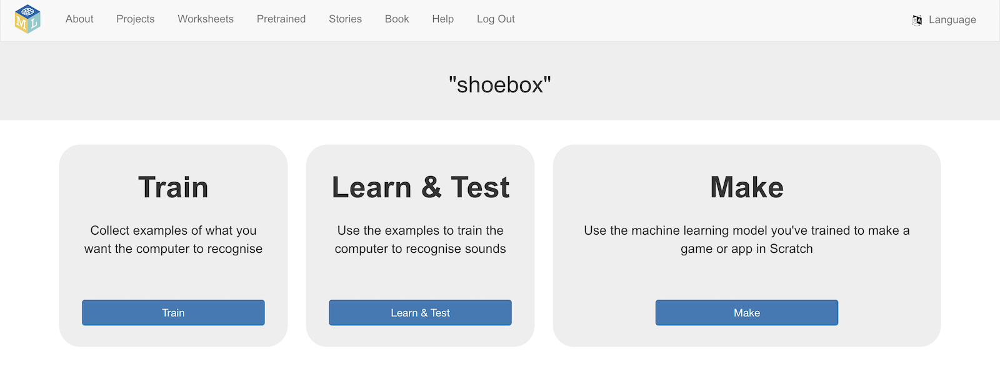 M L
About Projects Worksheets Pretrained Stories Book Help Log Out
Language
"shoebox"
Train
Collect examples of what you
want the computer to recognise
Train
Learn & Test
Use the examples to train the
computer to recognise sounds
Learn & Test
Make
Use the machine learning model you've trained to make a
game or app in Scratch
Make